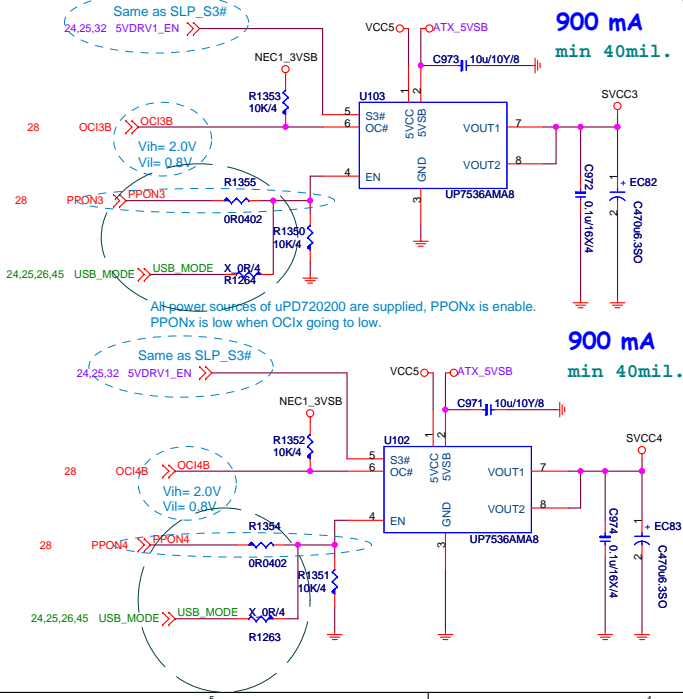 Same as SLP_S3#
24,25,32 5VDRV1_EN
VCC5
ATX_5VSB
900 mA
min 40mil.
C973
10u/10Y/8
NEC1_3VSB
R1353
10K/4
U103
1
2
5
S3#
5VCC
5VSB
6
OC#
VOUT1
7
SVCC3
28
OCI3B
OCI3B
Vih= 2.0V
Vil= 0.8V
VOUT2
8
4
EN
GND
UP7536AMA8
3
C972
0.1u/16X/4
1
+ EC82
2
C470u6.3SO
28
PPON3
PPON3
R1355
0R0402
R1350
10K/4
24,25,26,45 USB_MODE
USB_MODE
X_0R/4
R1264
All power sources of uPD720200 are supplied, PPONx is enable.
PPONx is low when OCIx going to low.
Same as SLP_S3#
24,25,32 5VDRV1_EN
VCC5
ATX_5VSB
900 mA
min 40mil.
C971
10u/10Y/8
NEC1_3VSB
R1352
10K/4
U102
1
2
5
S3#
5VCC
5VSB
6
OC#
VOUT1
7
SVCC4
28
OCI4B
OCI4B
Vih= 2.0V
Vil= 0.8V
VOUT2
8
4
EN
GND
UP7536AMA8
3
C974
0.1u/16X/4
1
+ EC83
2
C470u6.3SO
28
PPON4
PPON4
R1354
0R0402
R1351
10K/4
24,25,26,45 USB_MODE
USB_MODE
X_0R/4
R1263